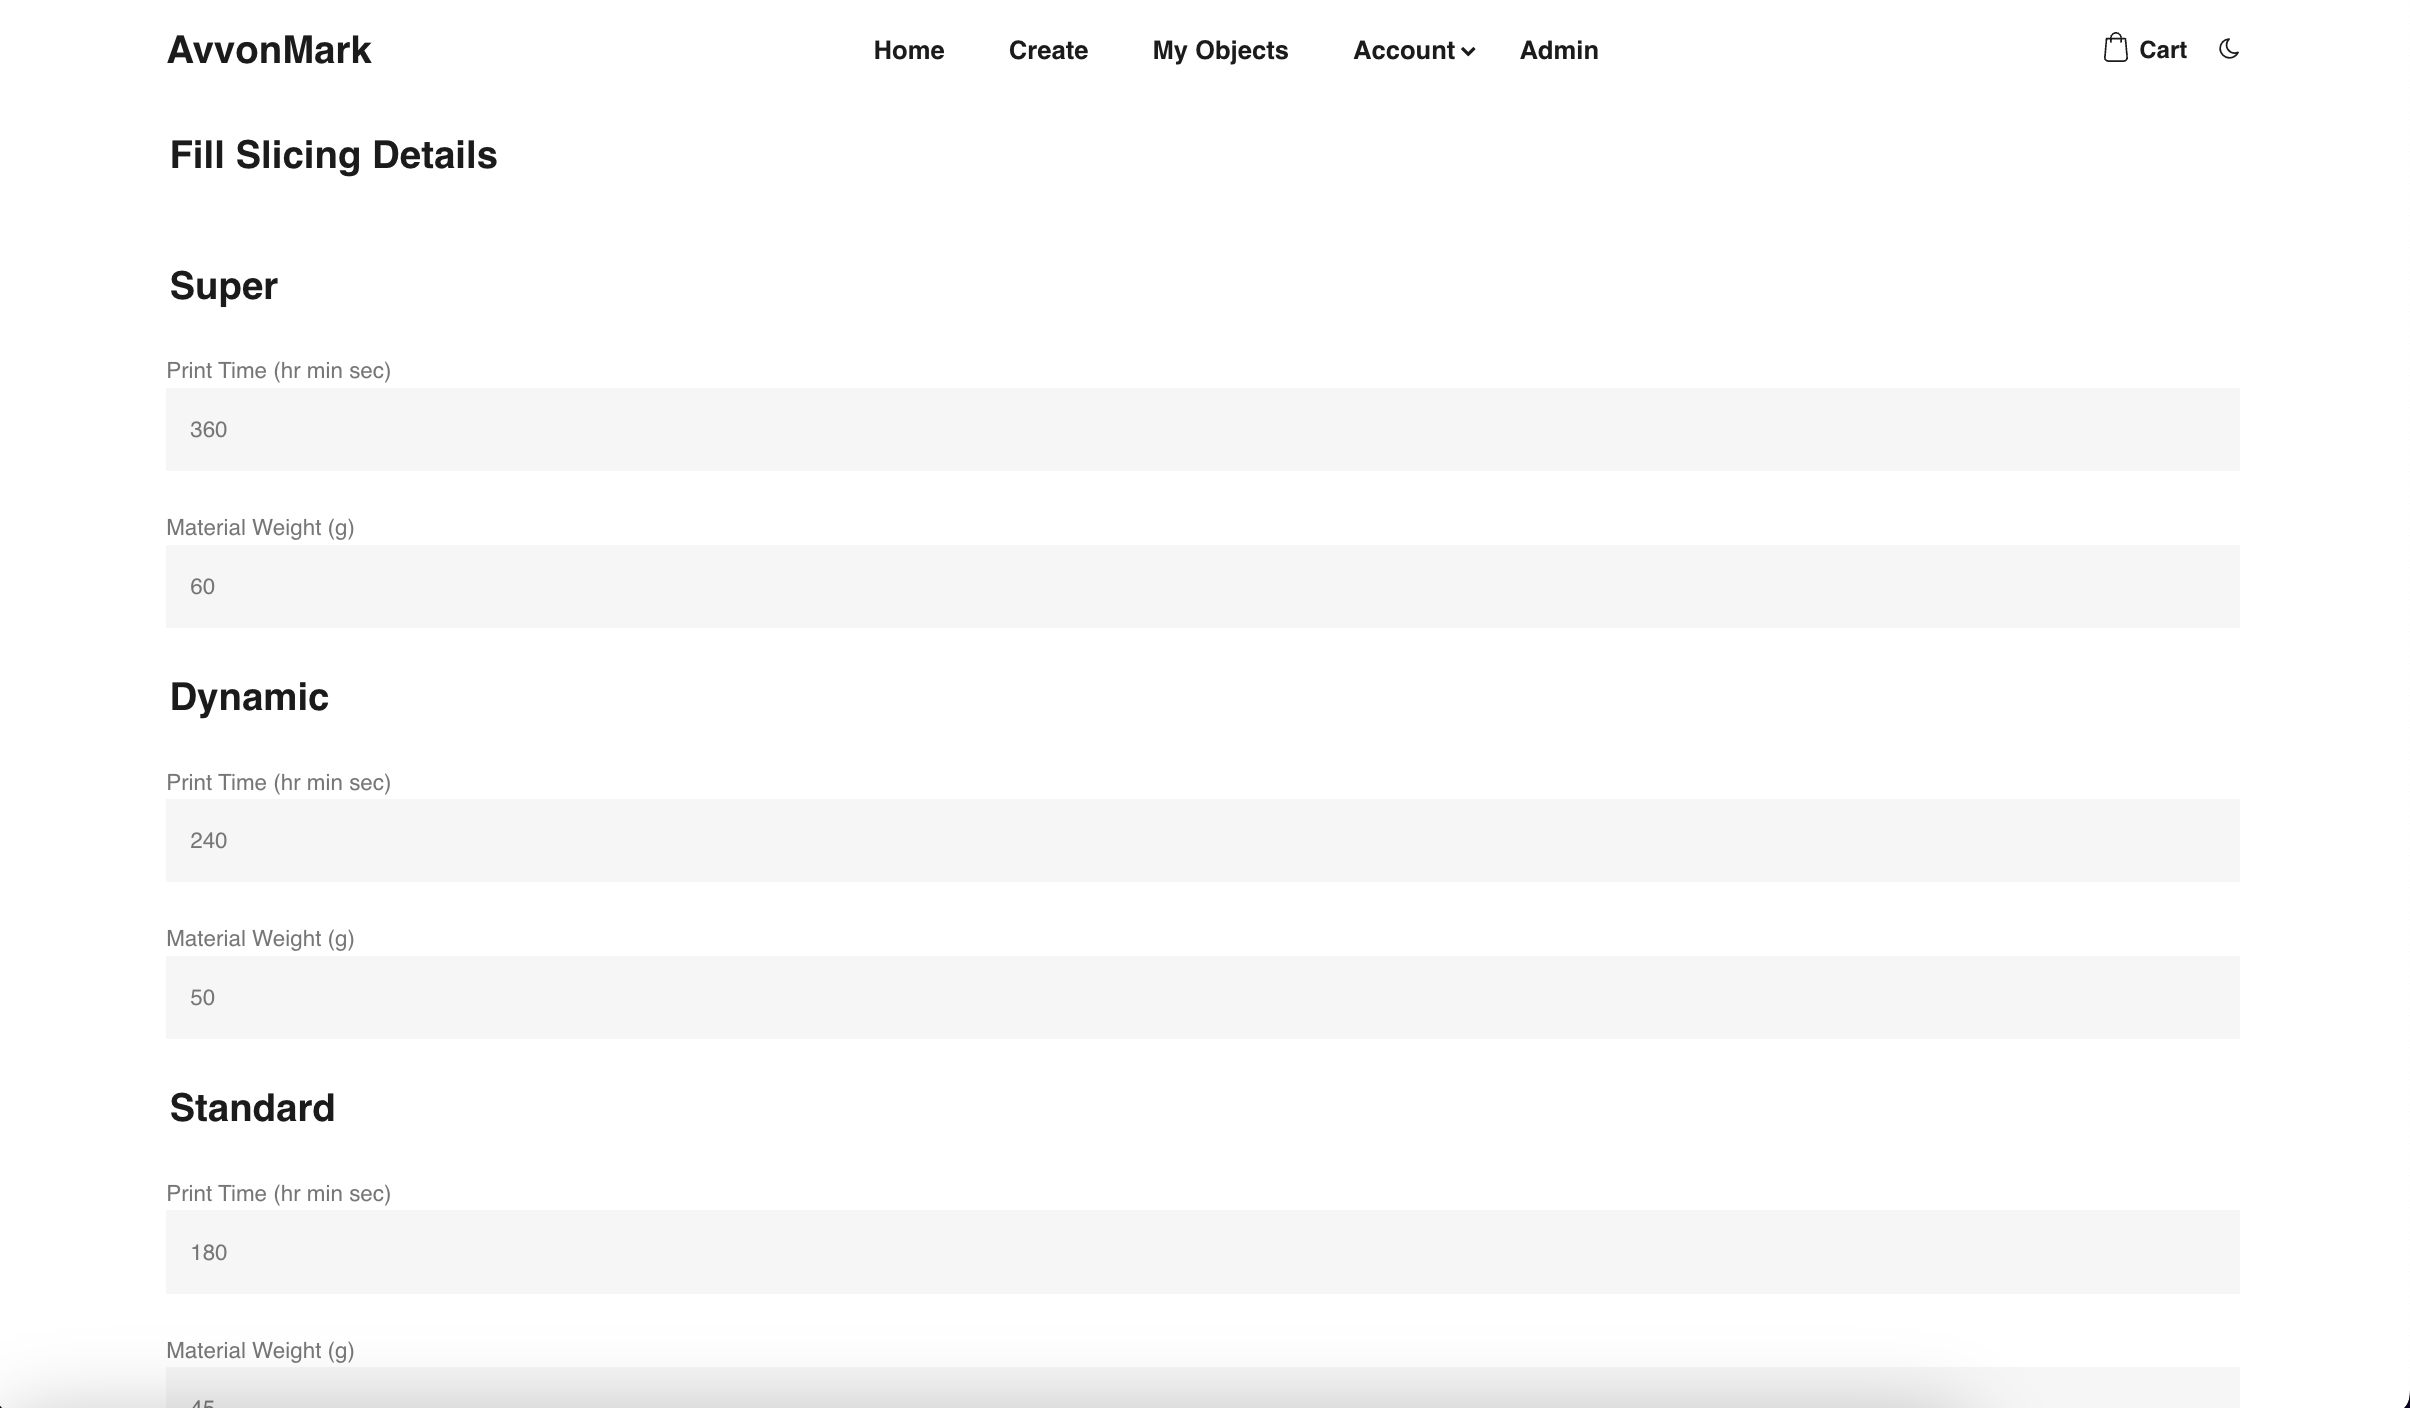 AvvonMark
Home
Create
My Objects
Account
Admin
Cart
Fill Slicing Details
Super
Print Time (hr min sec)
360
Material Weight (g)
60
Dynamic
Print Time (hr min sec)
240
Material Weight (g)
50
Standard
Print Time (hr min sec)
180
Material Weight (g)
45